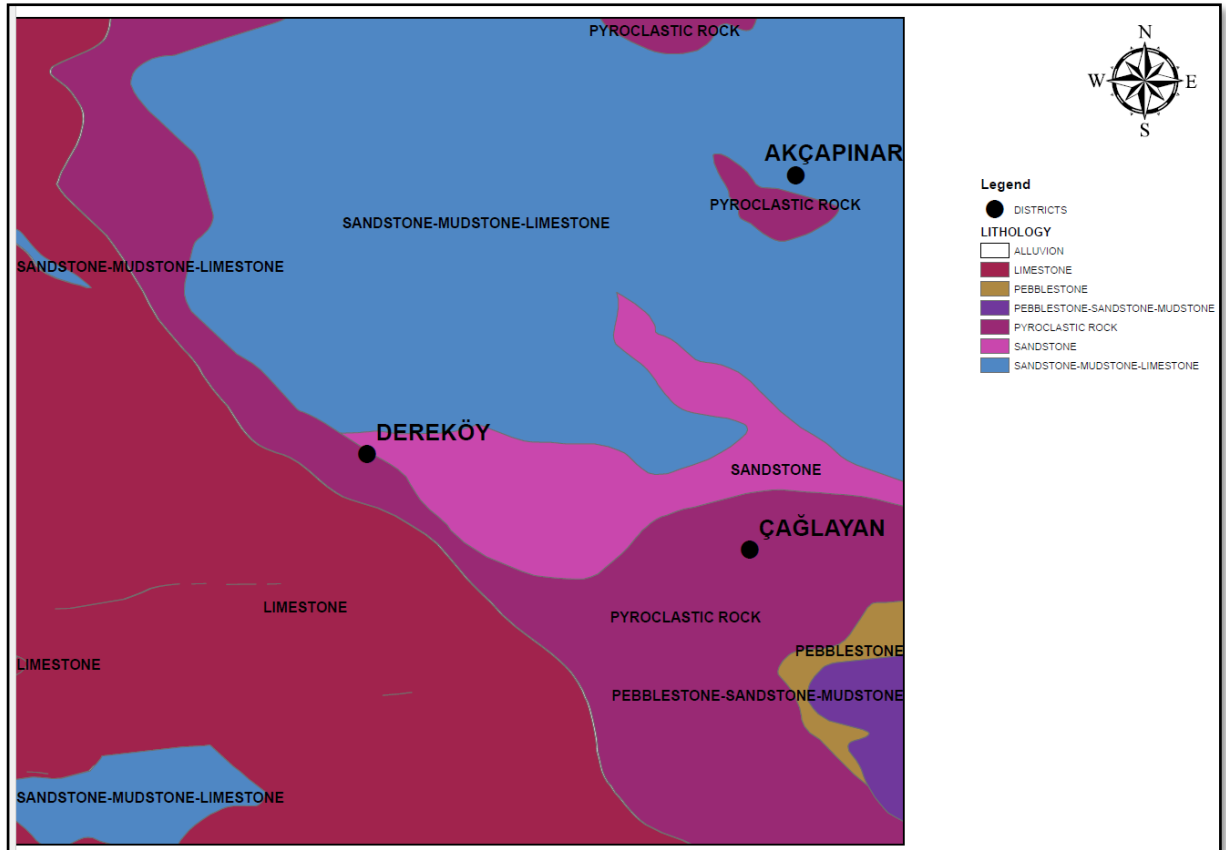 PYROCLASTIC ROCK
N
W
E
S
AKÇAPINAR
PYROCLASTIC ROCK
SANDSTONE-MUDSTONE-LIMESTONE
SANDSTONE-MUDSTONE-LIMESTONE
DEREKÖY
SANDSTONE
ÇAĞLAYAN
LIMESTONE
PYROCLASTIC ROCK
LIMESTONE
PEBBLESTONE
PEBBLESTONE-SANDSTONE-MUDSTONE
SANDSTONE-MUDSTONE-LIMESTONE
Legend
DISTRICTS
LITHOLOGY
ALLUVION
LIMESTONE
PEBBLESTONE
PEBBLESTONE-SANDSTONE-MUDSTONE
PYROCLASTIC ROCK
SANDSTONE
SANDSTONE-MUDSTONE-LIMESTONE